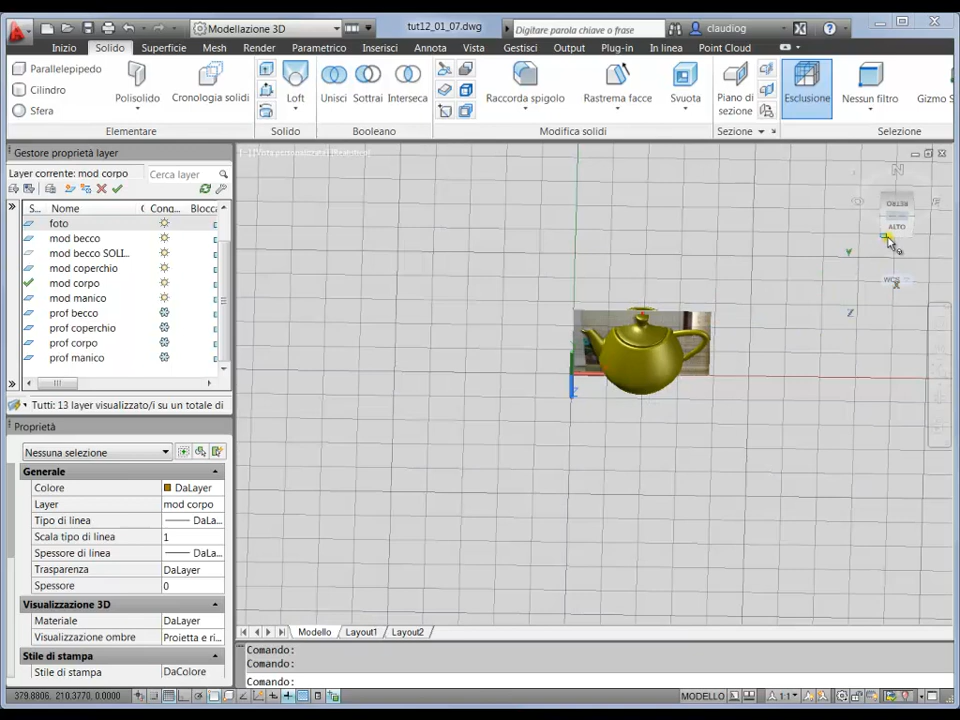 Modellazione 3D
tut12_01_07.dwg
Digitare parola chiave o frase
claudiog
Inizio Solido Superficie Mesh Render Parametrico Inserisci Annota Vista Gestisci Output Plug-in In linea Point Cloud
Parallelepipedo
Cilindro
Sfera
Polisolido
Cronologia solidi
Loft
Unisci Sottrai Interseca
Raccorda spigolo
Rastrema facce
Svuota
Piano di sezione
Esclusione
Nessun filtro
Gizmo S
Elementare
Solido
Booleano
Modifica solidi
Sezione
Selezione
Gestore proprietà layer
Layer corrente: mod corpo
Cerca layer
S... Nome Cong... Blocca
foto
mod becco
mod becco SOLI...
mod coperchio
mod corpo
mod manico
prof becco
prof coperchio
prof corpo
prof manico
Tutti: 13 layer visualizzato/i su un totale di
Proprietà
Nessuna selezione
Generale
Colore DaLayer
Layer mod corpo
Tipo di linea DaLa...
Scala tipo di linea 1
Spessore di linea DaLa...
Trasparenza DaLayer
Spessore 0
Visualizzazione 3D
Materiale DaLayer
Visualizzazione ombre Proietta e ri...
Stile di stampa
Stile di stampa DaColore
RETRO
ALTO
WCS
Y
X
Z
Modello Layout1 Layout2
Comando:
Comando:
Comando:
379.8806, 210.3770, 0.0000
MODELLO
1:1